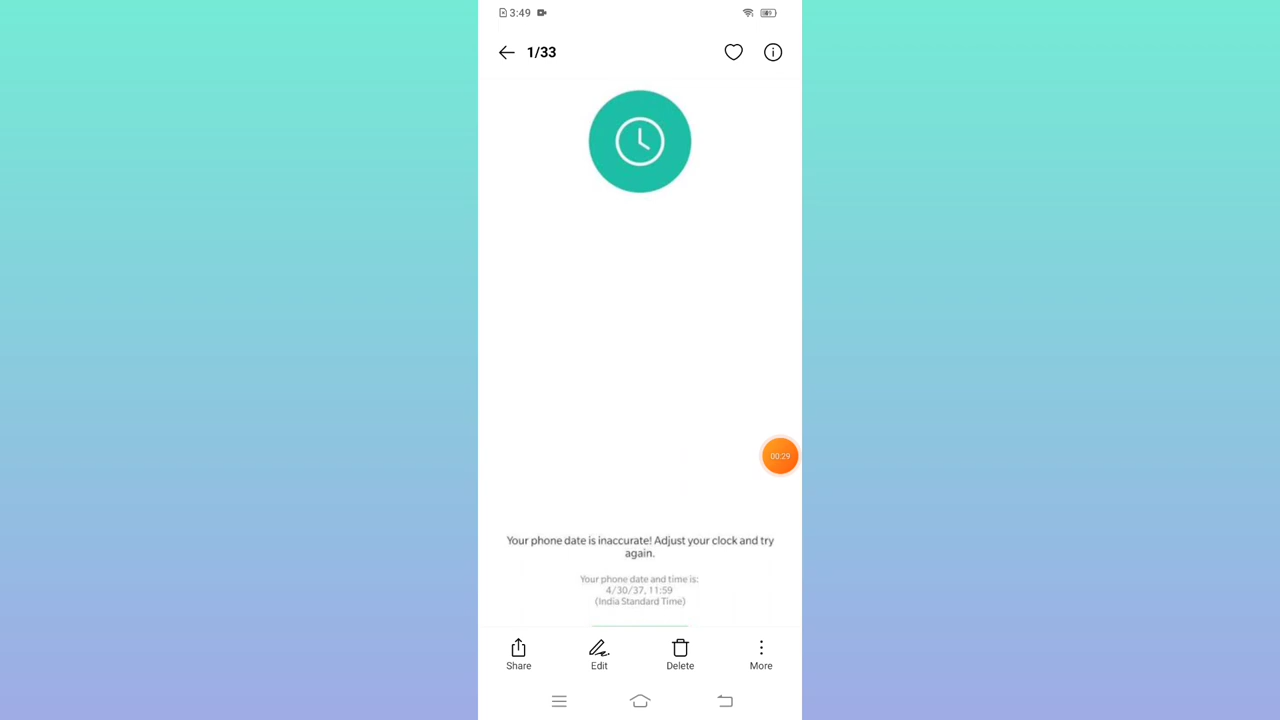 3:49
1/33
00:29
Your phone date is inaccurate! Adjust your clock and try
again.
Your phone date and time is:
4/30/37, 11:59
(India Standard Time)
Share
Edit
Delete
More